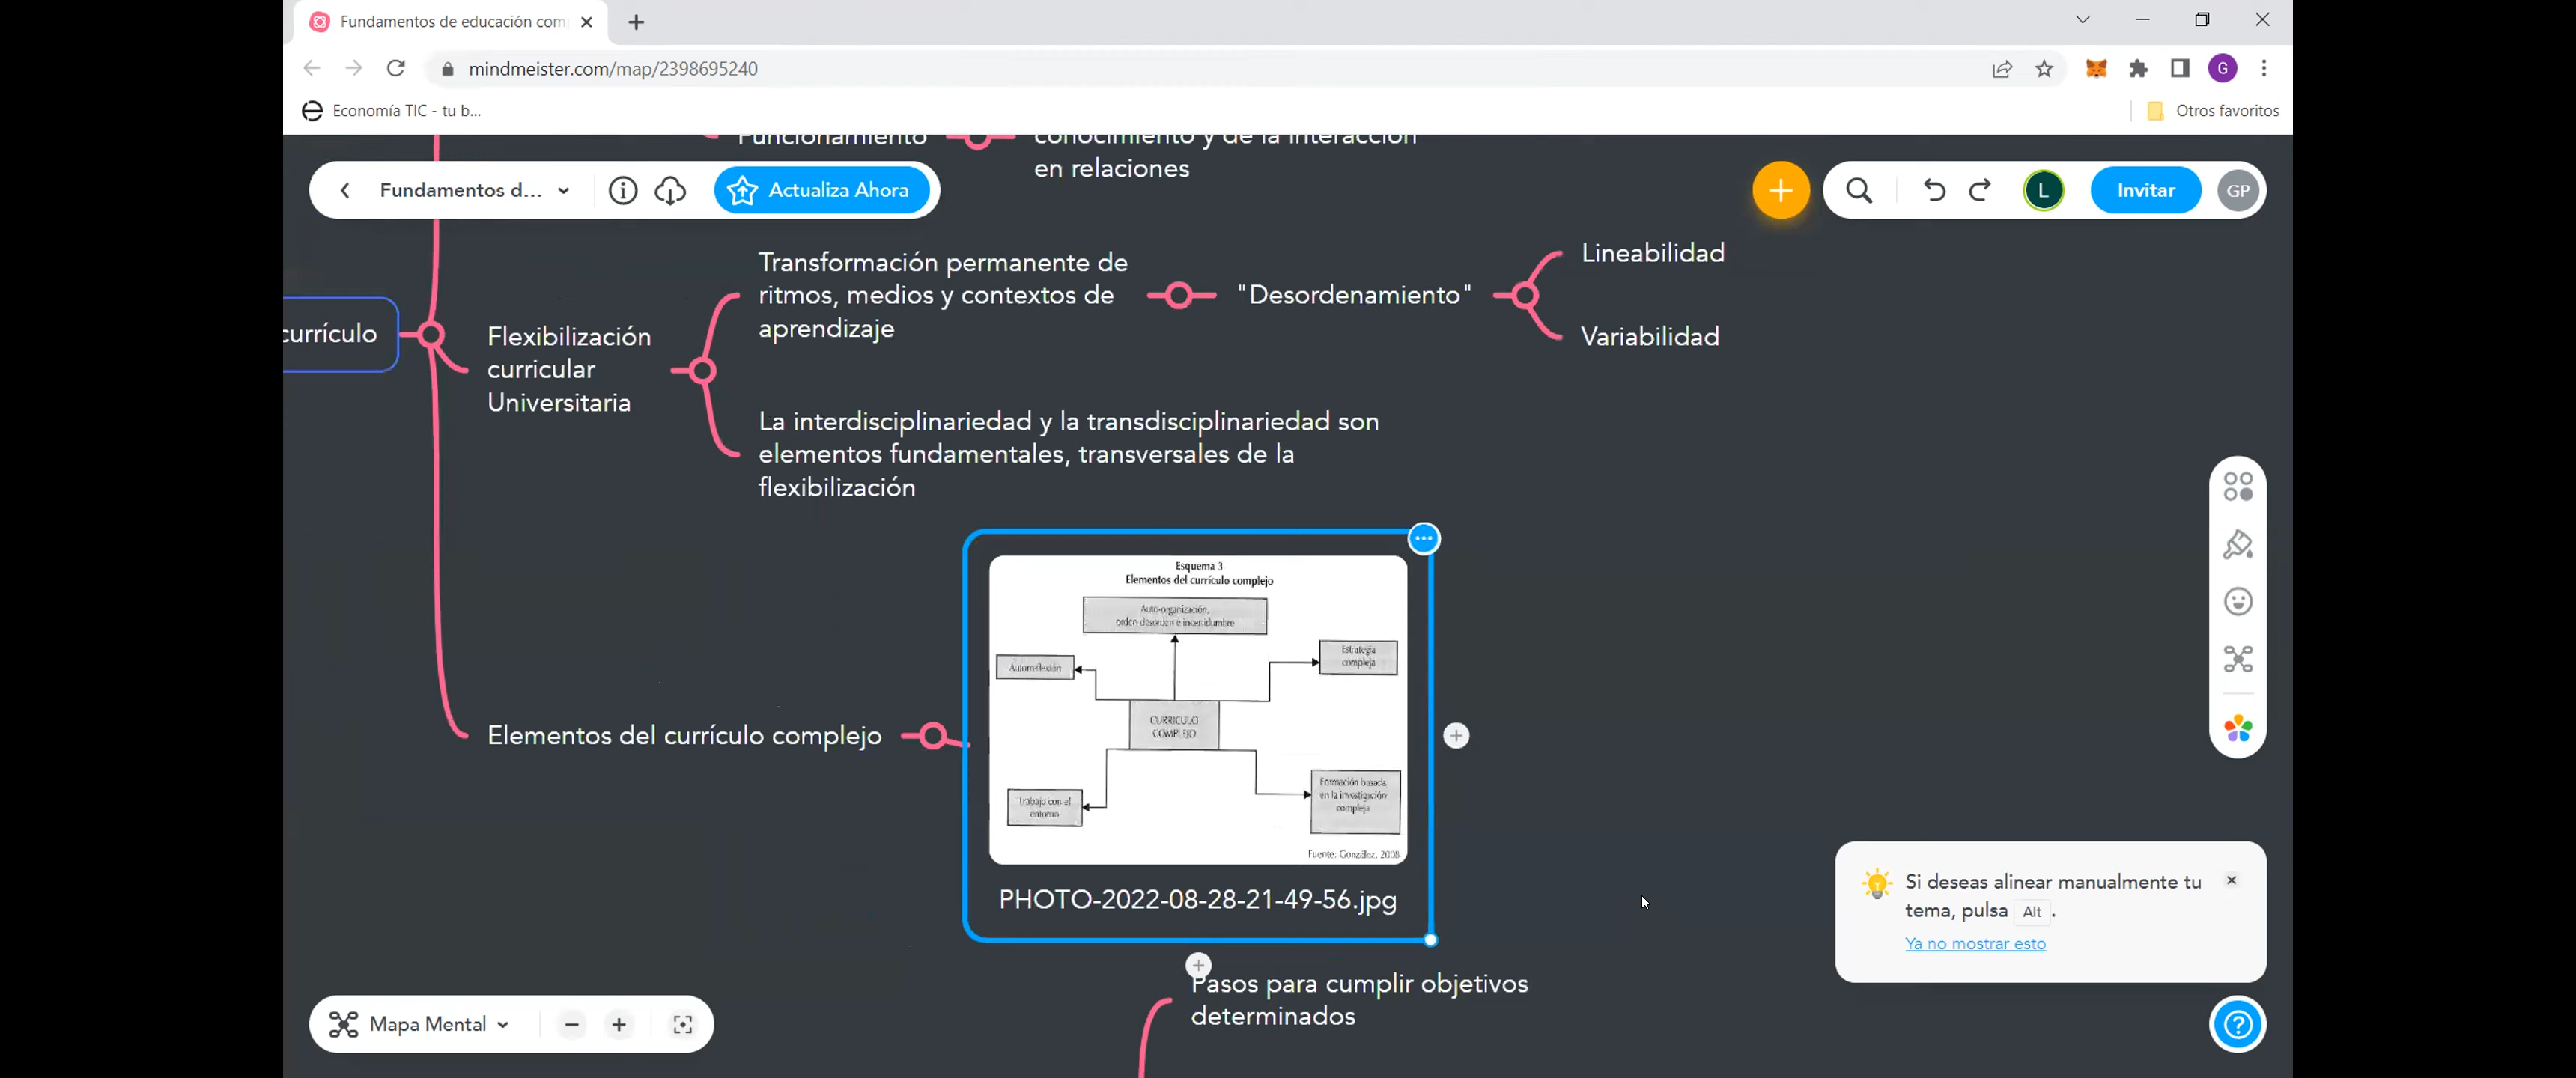 Fundamentos de educación com
mindmeister.com/map/2398695240
G
Economía TIC - tu b...
Otros favoritos
Funcionamiento
conocimiento y de la interacción
en relaciones
Fundamentos d...
Actualiza Ahora
L
Invitar
GP
currículo
Flexibilización
curricular
Universitaria
Transformación permanente de
ritmos, medios y contextos de
aprendizaje
"Desordenamiento"
Lineabilidad
Variabilidad
La interdisciplinariedad y la transdisciplinariedad son
elementos fundamentales, transversales de la
flexibilización
Elementos del currículo complejo
Esquema 3
Elementos del currículo complejo
Auto-organización,
orden-desorden e incertidumbre
Autorreflexión
Estrategia
compleja
CURRICULO
COMPLEJO
Trabajo con el
entorno
Formación basada
en la investigación
compleja
Fuente: González, 2008
PHOTO-2022-08-28-21-49-56.jpg
Pasos para cumplir objetivos
determinados
Si deseas alinear manualmente tu
tema, pulsa Alt .
Ya no mostrar esto
Mapa Mental